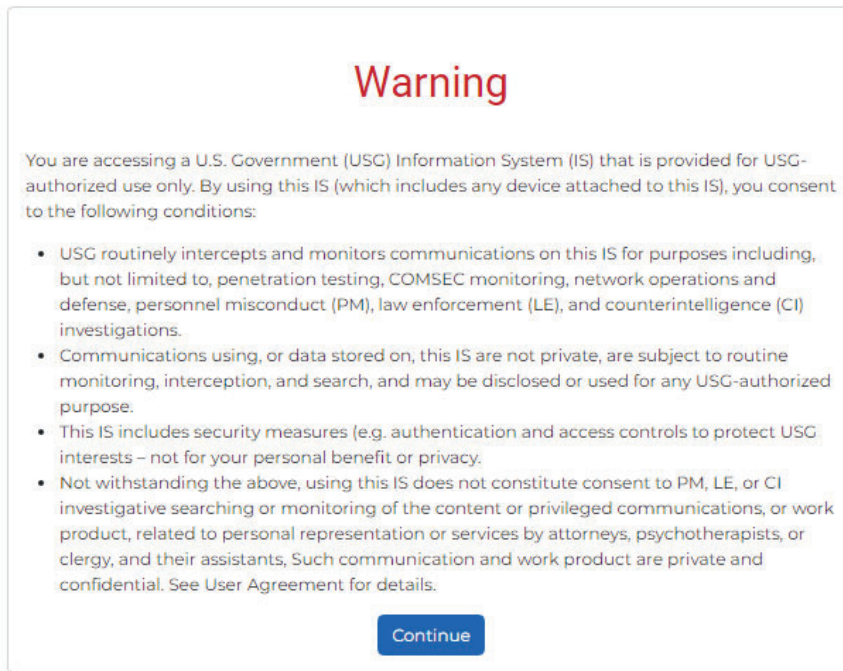 Warning
You are accessing a U.S. Government (USG) Information System (IS) that is provided for USG-
authorized use only. By using this IS (which includes any device attached to this IS), you consent
to the following conditions:
• USG routinely intercepts and monitors communications on this IS for purposes including,
but not limited to, penetration testing, COMSEC monitoring, network operations and
defense, personnel misconduct (PM), law enforcement (LE), and counterintelligence (CI)
investigations.
• Communications using, or data stored on, this IS are not private, are subject to routine
monitoring, interception, and search, and may be disclosed or used for any USG-authorized
purpose.
• This IS includes security measures (e.g. authentication and access controls to protect USG
interests – not for your personal benefit or privacy.
• Not withstanding the above, using this IS does not constitute consent to PM, LE, or CI
investigative searching or monitoring of the content or privileged communications, or work
product, related to personal representation or services by attorneys, psychotherapists, or
clergy, and their assistants, Such communication and work product are private and
confidential. See User Agreement for details.
Continue